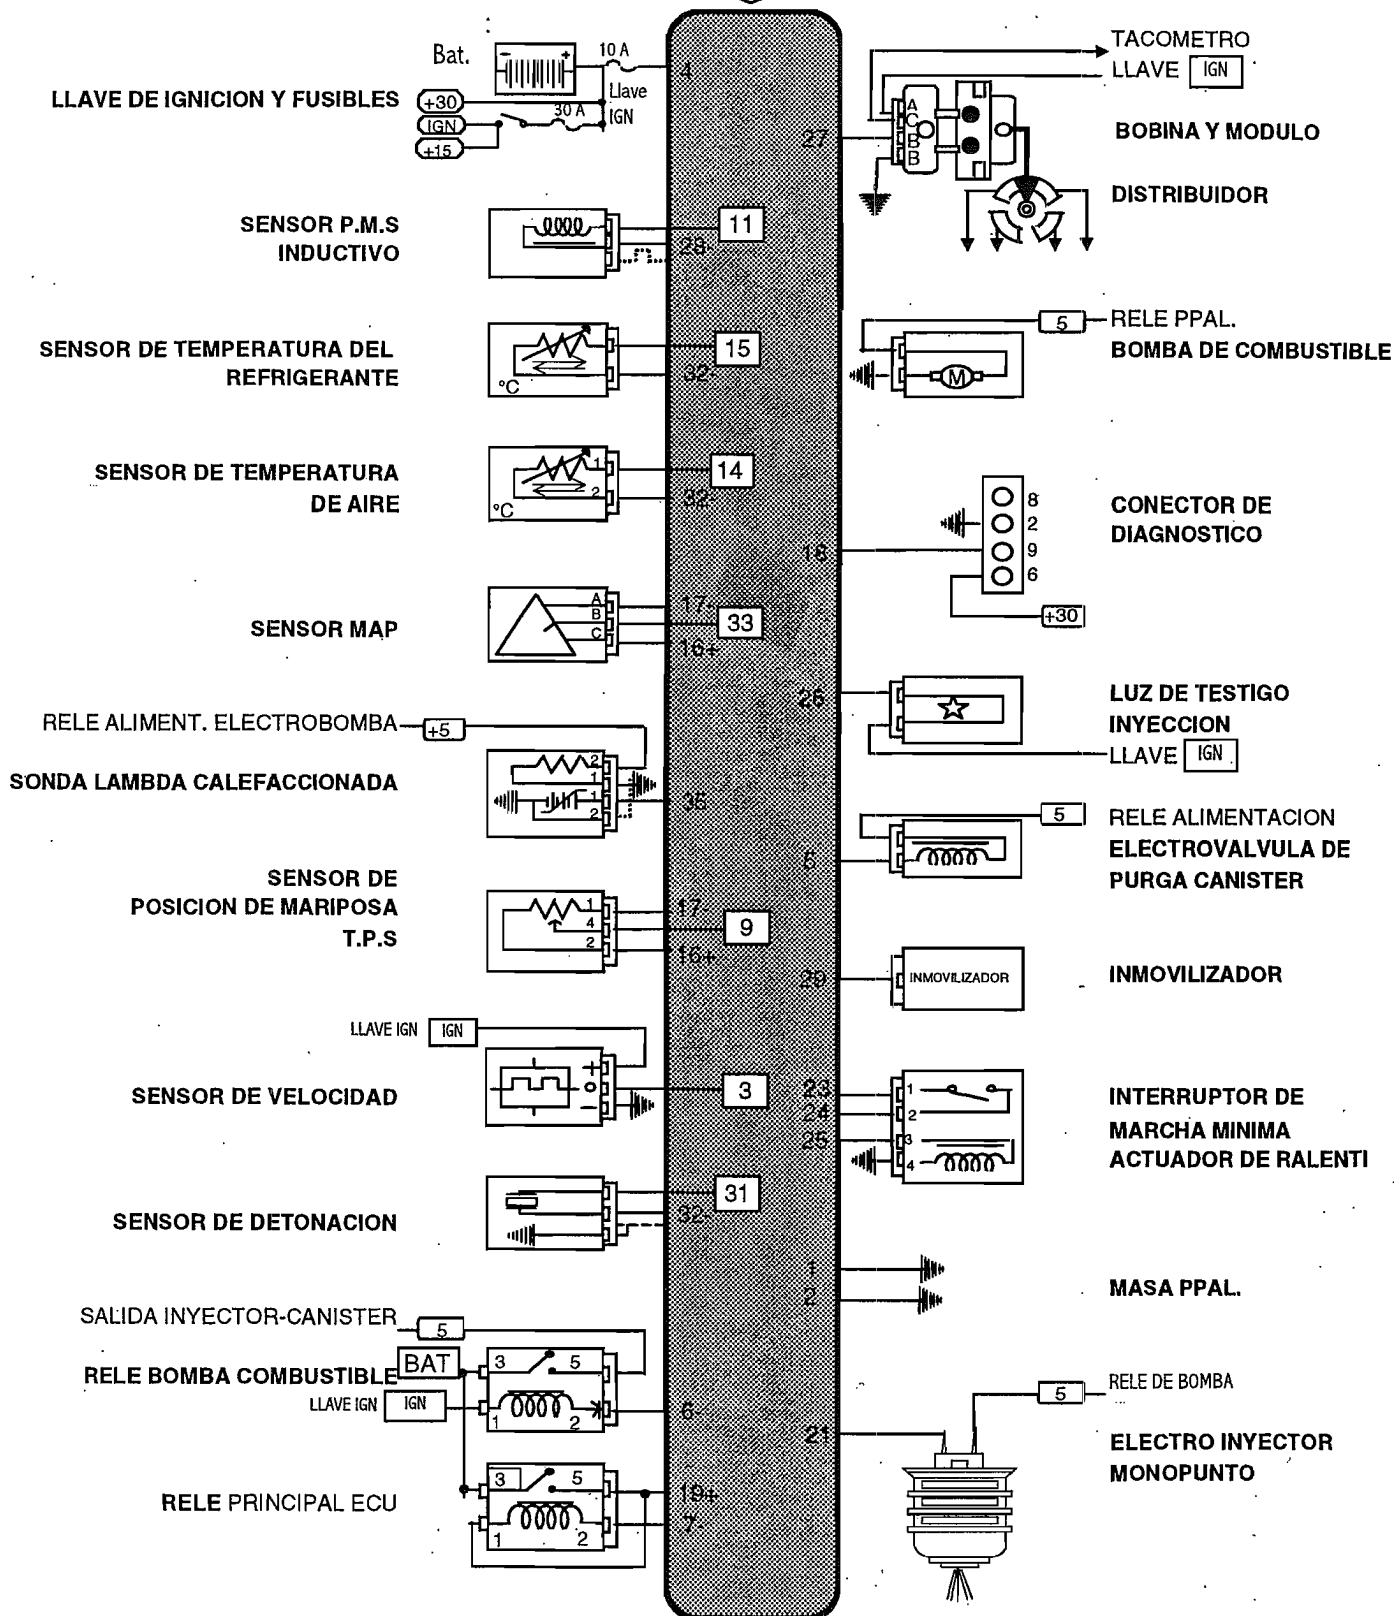 Bat.
10 A
4
LLAVE DE IGNICION Y FUSIBLES
+30
IGN
+15
30 A
Llave
IGN
SENSOR P.M.S
INDUCTIVO
11
28-
SENSOR DE TEMPERATURA DEL
REFRIGERANTE
°C
15
32-
SENSOR DE TEMPERATURA
DE AIRE
°C
1
2
14
32-
SENSOR MAP
A
B
C
17-
33
16+
RELE ALIMENT. ELECTROBOMBA
+5
SONDA LAMBDA CALEFACCIONADA
2
1
1
2
35
SENSOR DE
POSICION DE MARIPOSA
T.P.S
1
4
2
17-
9
16+
LLAVE IGN
IGN
SENSOR DE VELOCIDAD
+
o
−
3
SENSOR DE DETONACION
31
32-
SALIDA INYECTOR-CANISTER
5
RELE BOMBA COMBUSTIBLE
BAT
3
5
LLAVE IGN
IGN
1
2
6-
RELE PRINCIPAL ECU
3
5
1
2
19+
7-
TACOMETRO
LLAVE
IGN
27
A
C
B
B
BOBINA Y MODULO
DISTRIBUIDOR
5
RELE PPAL.
BOMBA DE COMBUSTIBLE
M
CONECTOR DE
DIAGNOSTICO
8
2
9
6
18
+30
26
LUZ DE TESTIGO
INYECCION
LLAVE
IGN
5
RELE ALIMENTACION
ELECTROVALVULA DE
PURGA CANISTER
5
29
INMOVILIZADOR
INMOVILIZADOR
23
24
25
1
2
3
4
INTERRUPTOR DE
MARCHA MINIMA
ACTUADOR DE RALENTI
1
2
MASA PPAL.
5
RELE DE BOMBA
21
ELECTRO INYECTOR
MONOPUNTO